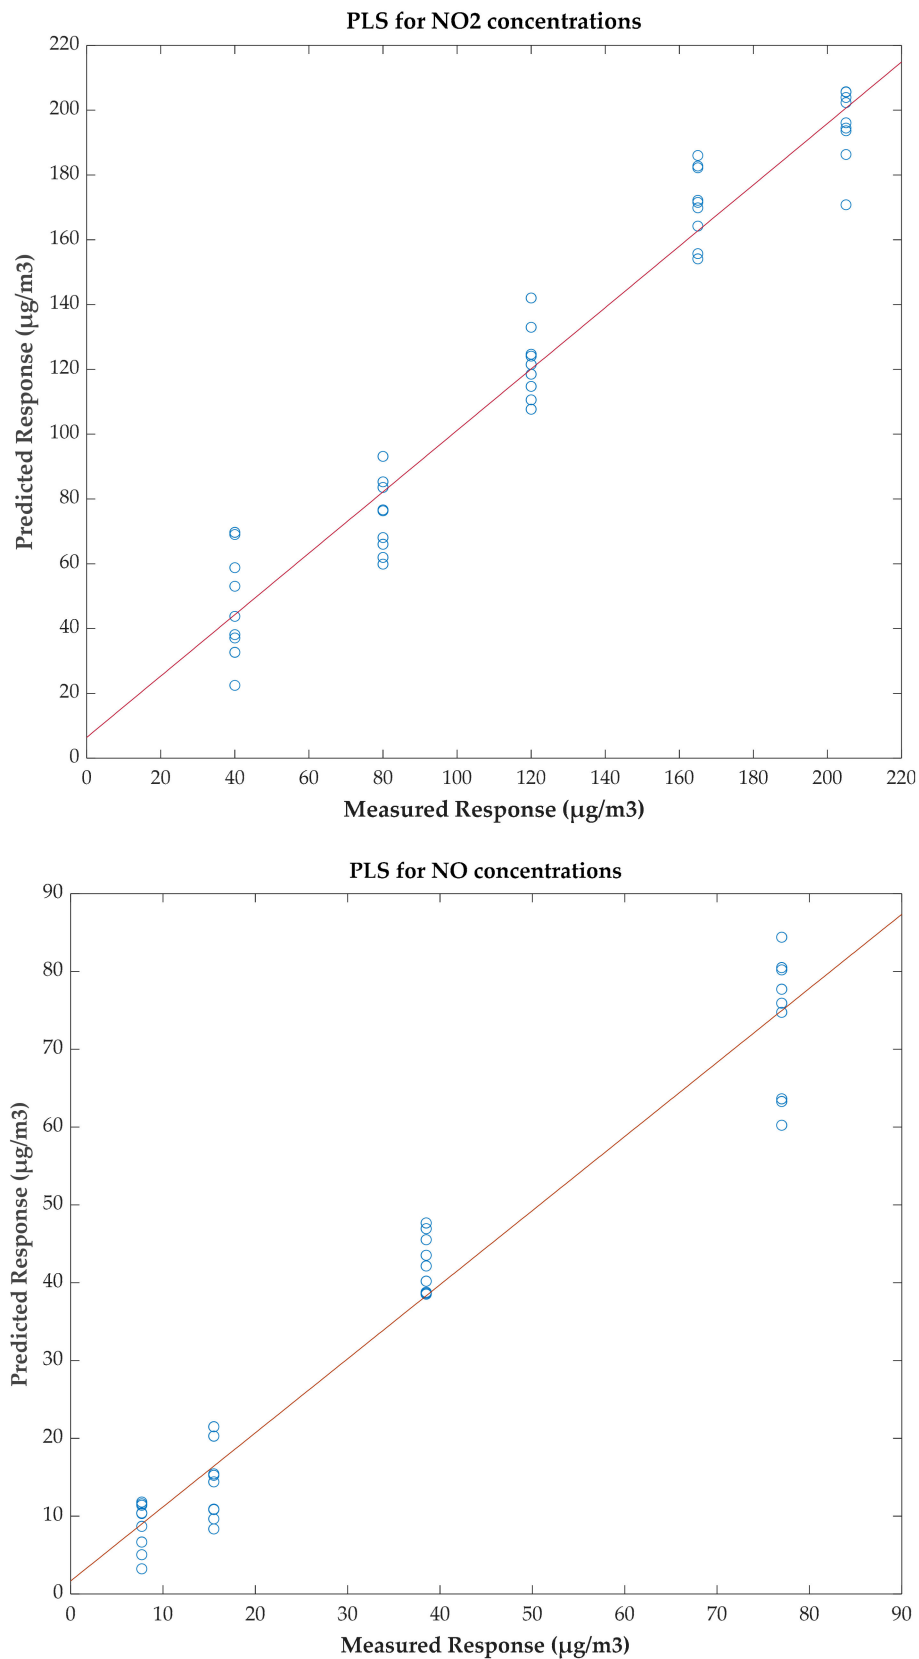 PLS for NO2 concentrations
220
200
180
160
140
120
100
80
60
40
20
0
Predicted Response (µg/m3)
0 20 40 60 80 100 120 140 160 180 200 220
Measured Response (µg/m3)
PLS for NO concentrations
90
80
70
60
50
40
30
20
10
0
Predicted Response (µg/m3)
0 10 20 30 40 50 60 70 80 90
Measured Response (µg/m3)